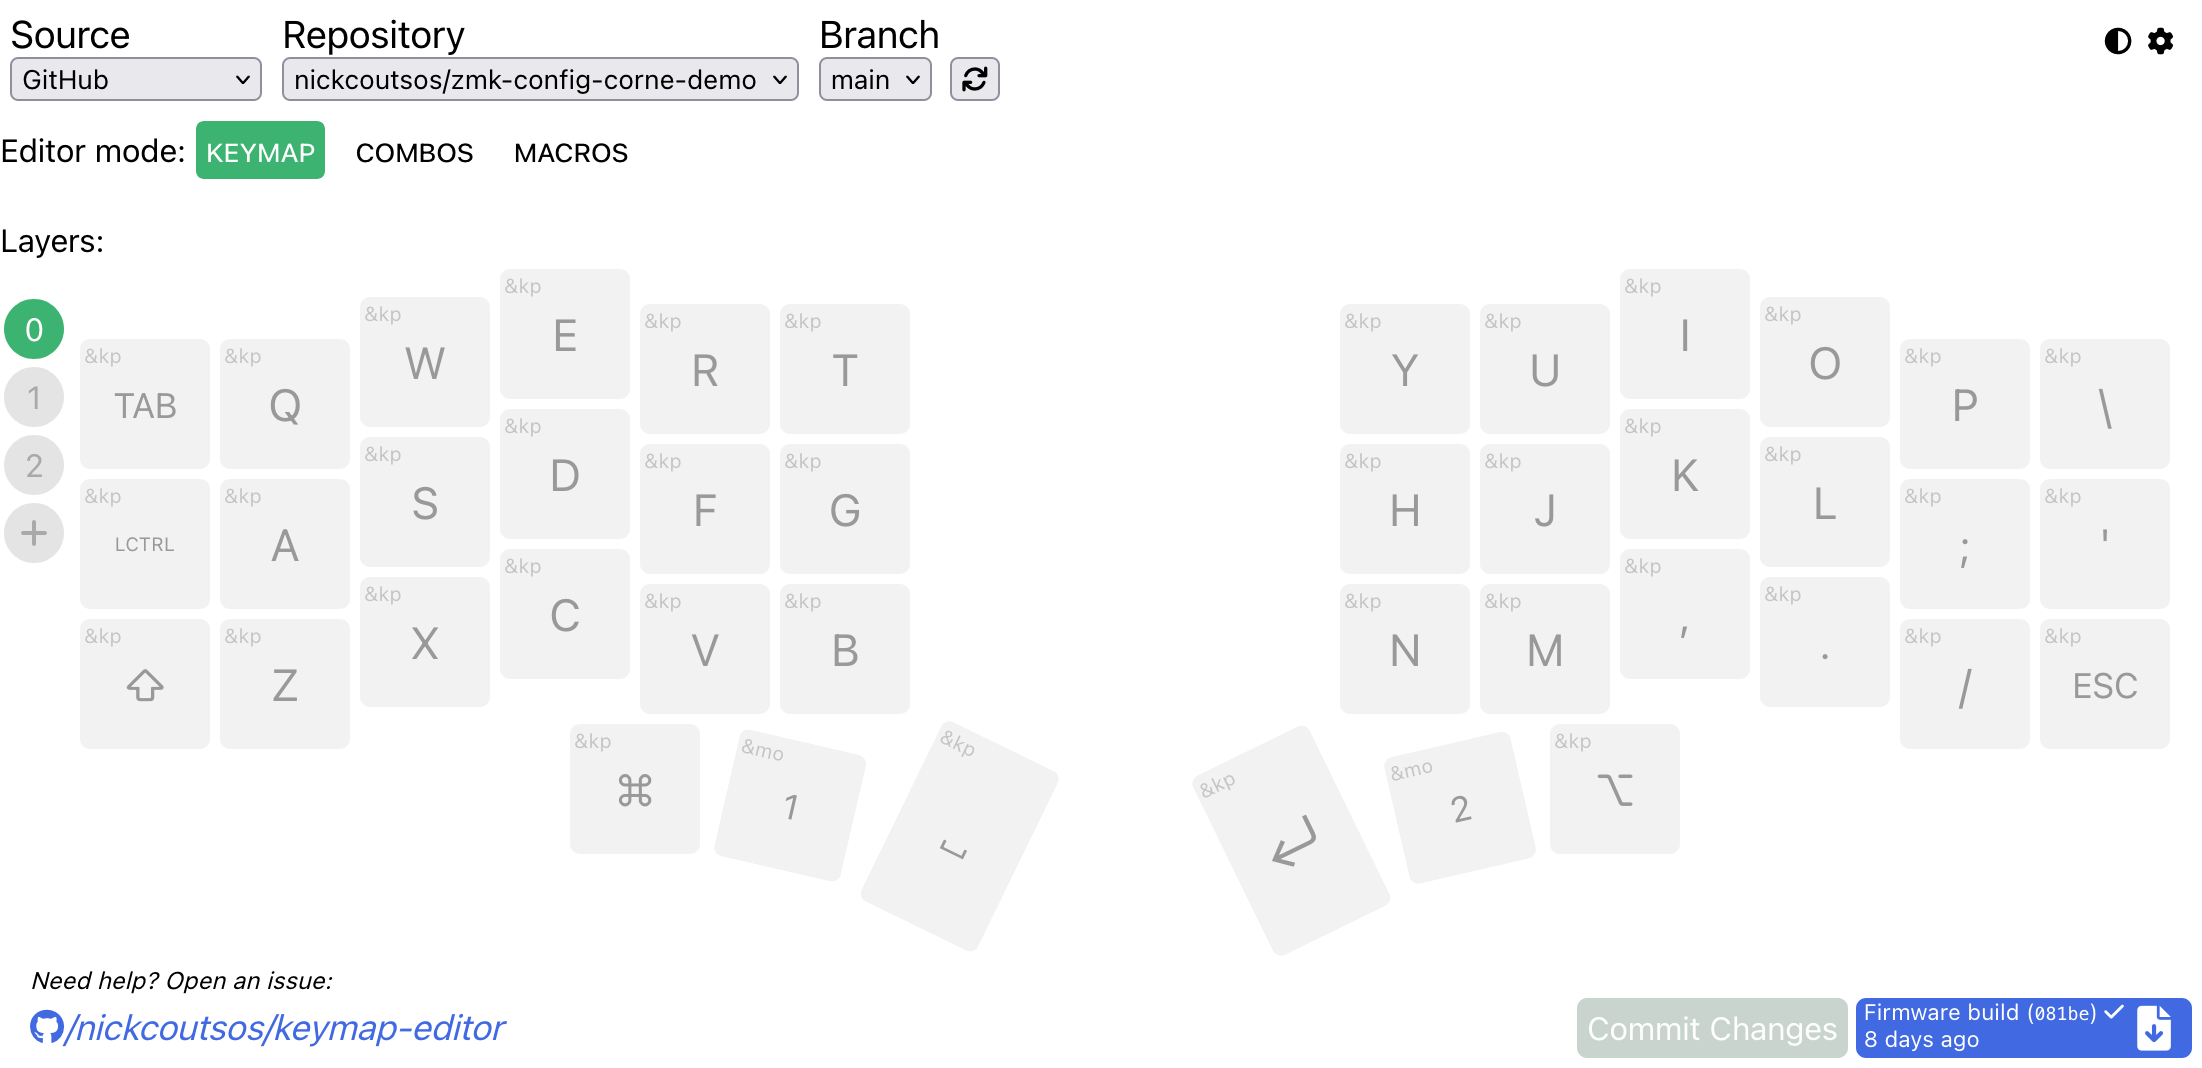 Source Repository Branch
GitHub nickcoutsos/zmk-config-corne-demo main
Editor mode: KEYMAP COMBOS MACROS
Layers:
0
1
2
+
&kp TAB &kp Q &kp W &kp E &kp R &kp T &kp Y &kp U &kp I &kp O &kp P &kp \
&kp LCTRL &kp A &kp S &kp D &kp F &kp G &kp H &kp J &kp K &kp L &kp ; &kp '
&kp ⇧ &kp Z &kp X &kp C &kp V &kp B &kp N &kp M &kp , &kp . &kp / &kp ESC
&kp ⌘ &mo 1 &kp ⎵ &kp ⏎ &mo 2 &kp ⌥
Need help? Open an issue:
/nickcoutsos/keymap-editor
Commit Changes
Firmware build (081be) ✓
8 days ago